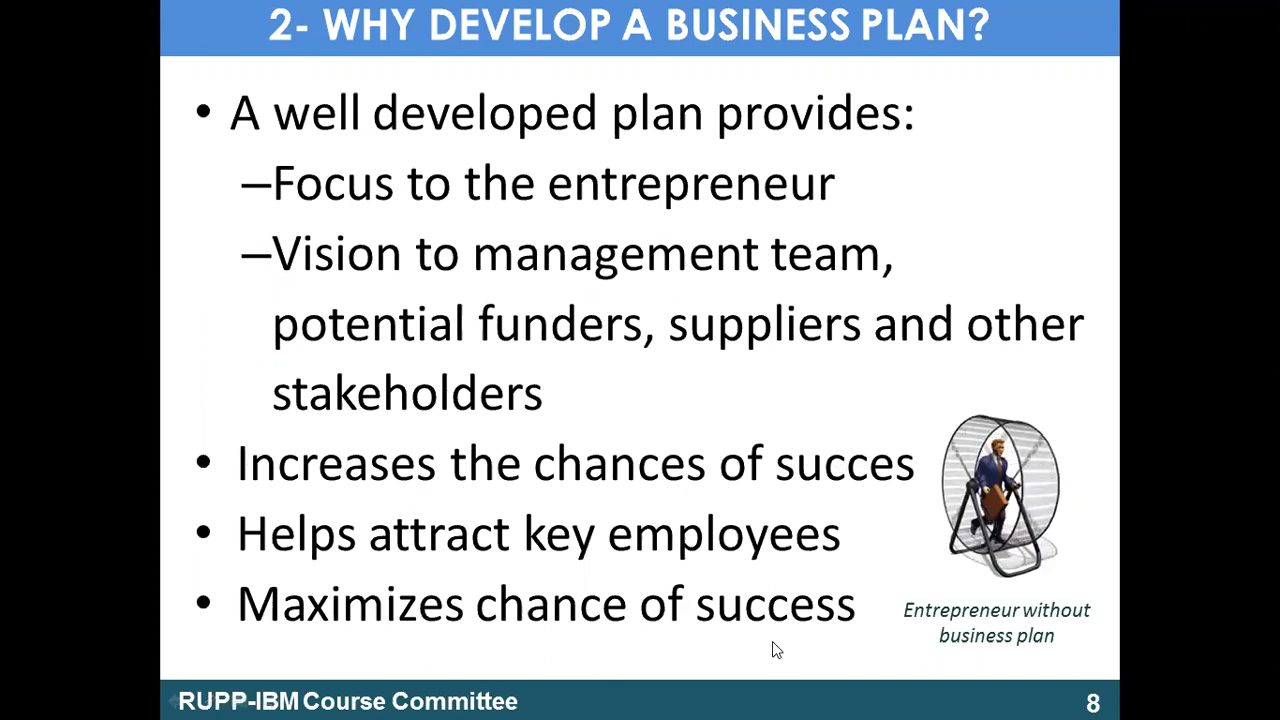 2- WHY DEVELOP A BUSINESS PLAN?
• A well developed plan provides:
–Focus to the entrepreneur
–Vision to management team,
potential funders, suppliers and other
stakeholders
• Increases the chances of succes
• Helps attract key employees
• Maximizes chance of success
Entrepreneur without
business plan
RUPP-IBM Course Committee
8